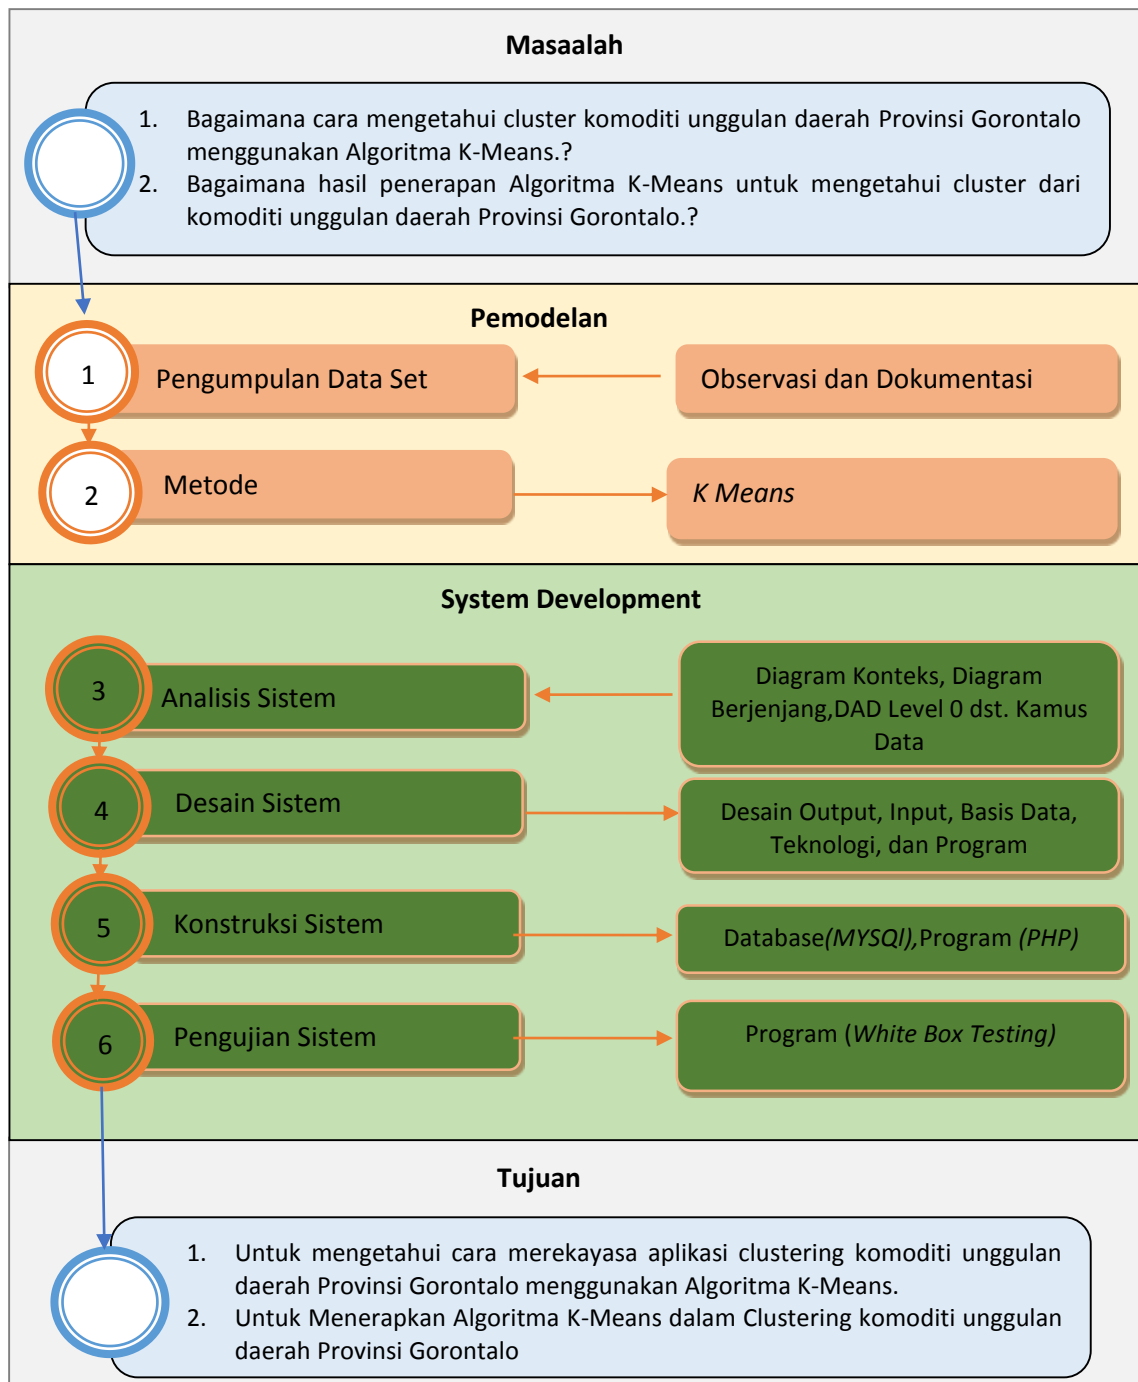 Masaalah
1. Bagaimana cara mengetahui cluster komoditi unggulan daerah Provinsi Gorontalo
menggunakan Algoritma K-Means.?
2. Bagaimana hasil penerapan Algoritma K-Means untuk mengetahui cluster dari
komoditi unggulan daerah Provinsi Gorontalo.?
Pemodelan
1
Pengumpulan Data Set
Observasi dan Dokumentasi
2
Metode
K Means
System Development
3
Analisis Sistem
Diagram Konteks, Diagram
Berjenjang,DAD Level 0 dst. Kamus
Data
4
Desain Sistem
Desain Output, Input, Basis Data,
Teknologi, dan Program
5
Konstruksi Sistem
Database(MYSQl),Program (PHP)
6
Pengujian Sistem
Program (White Box Testing)
Tujuan
1. Untuk mengetahui cara merekayasa aplikasi clustering komoditi unggulan
daerah Provinsi Gorontalo menggunakan Algoritma K-Means.
2. Untuk Menerapkan Algoritma K-Means dalam Clustering komoditi unggulan
daerah Provinsi Gorontalo